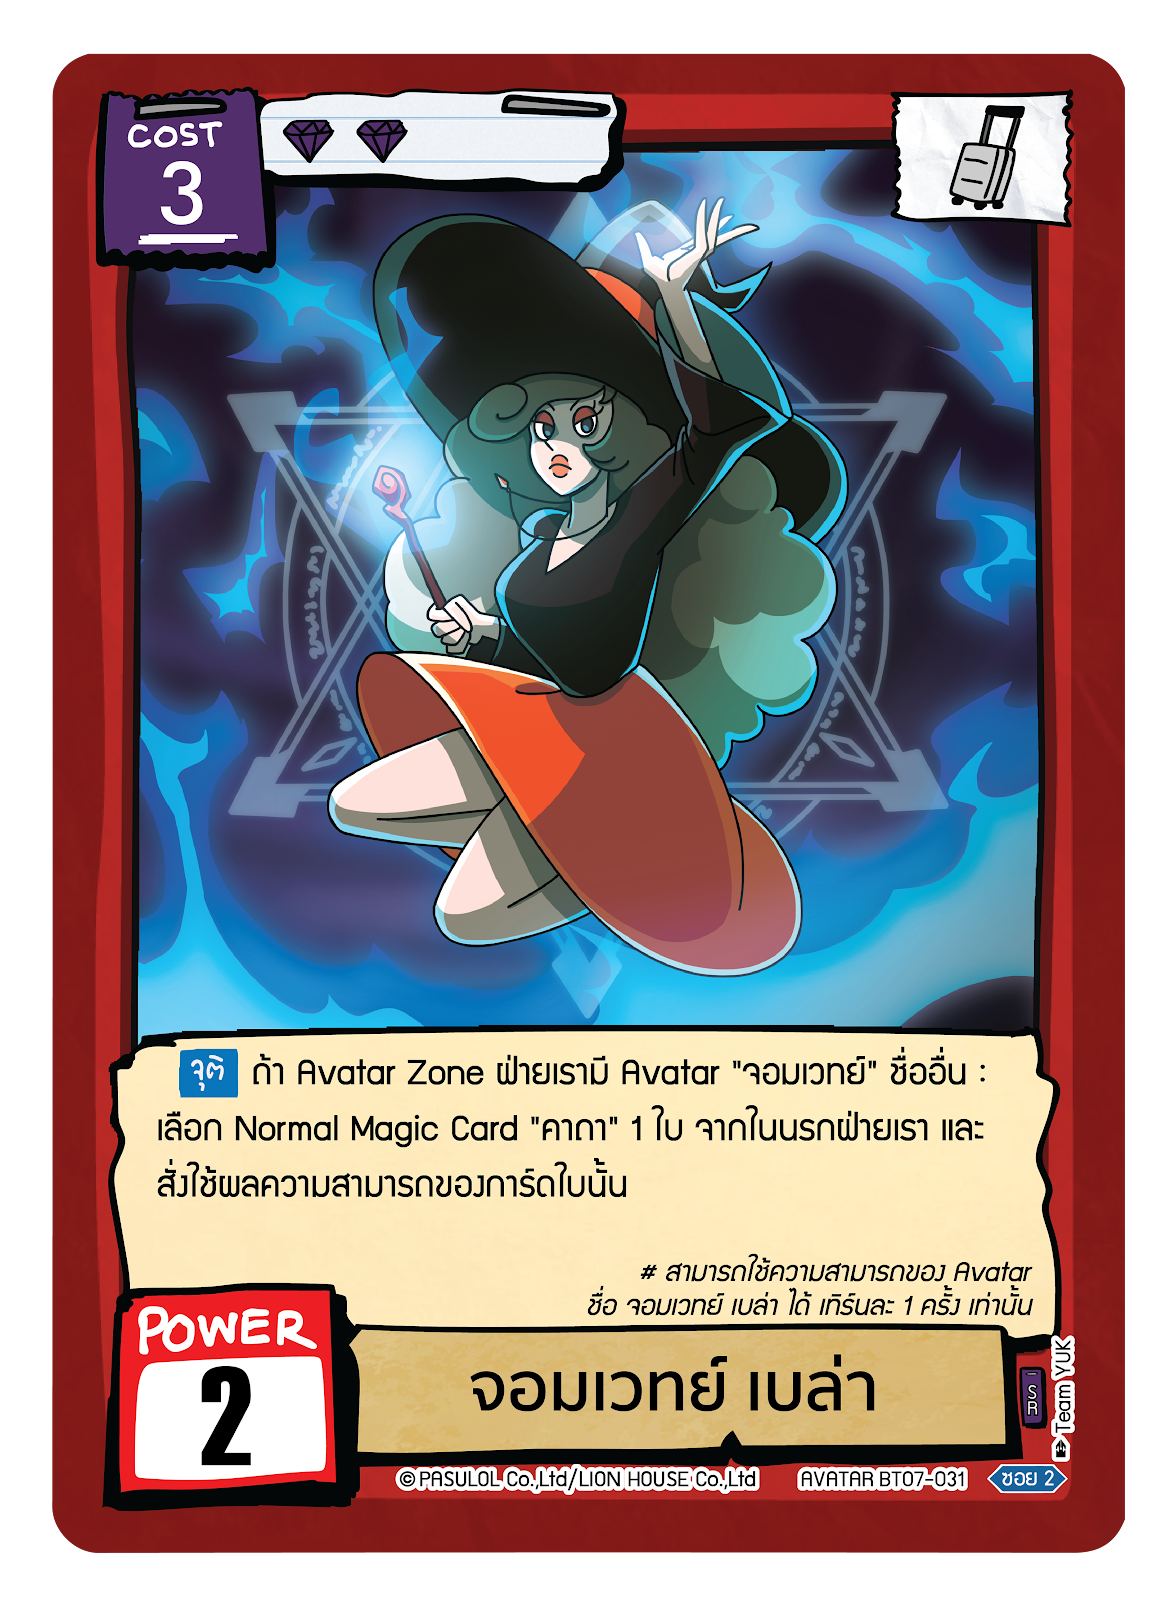 COST
3
จุติ ถ้า Avatar Zone ฝ่ายเรามี Avatar "จอมเวทย์" ชื่ออื่น :
เลือก Normal Magic Card "คาถา" 1 ใบ จากในนรกฝ่ายเรา และ
สั่งใช้ผลความสามารถของการ์ดใบนั้น
# สามารถใช้ความสามารถของ Avatar
ชื่อ จอมเวทย์ เบล่า ได้ เทิร์นละ 1 ครั้ง เท่านั้น
POWER
2
จอมเวทย์ เบล่า
SR
Team YUK
© PASULOL Co.,Ltd/LION HOUSE Co.,Ltd
AVATAR BT07-031
ซอย 2